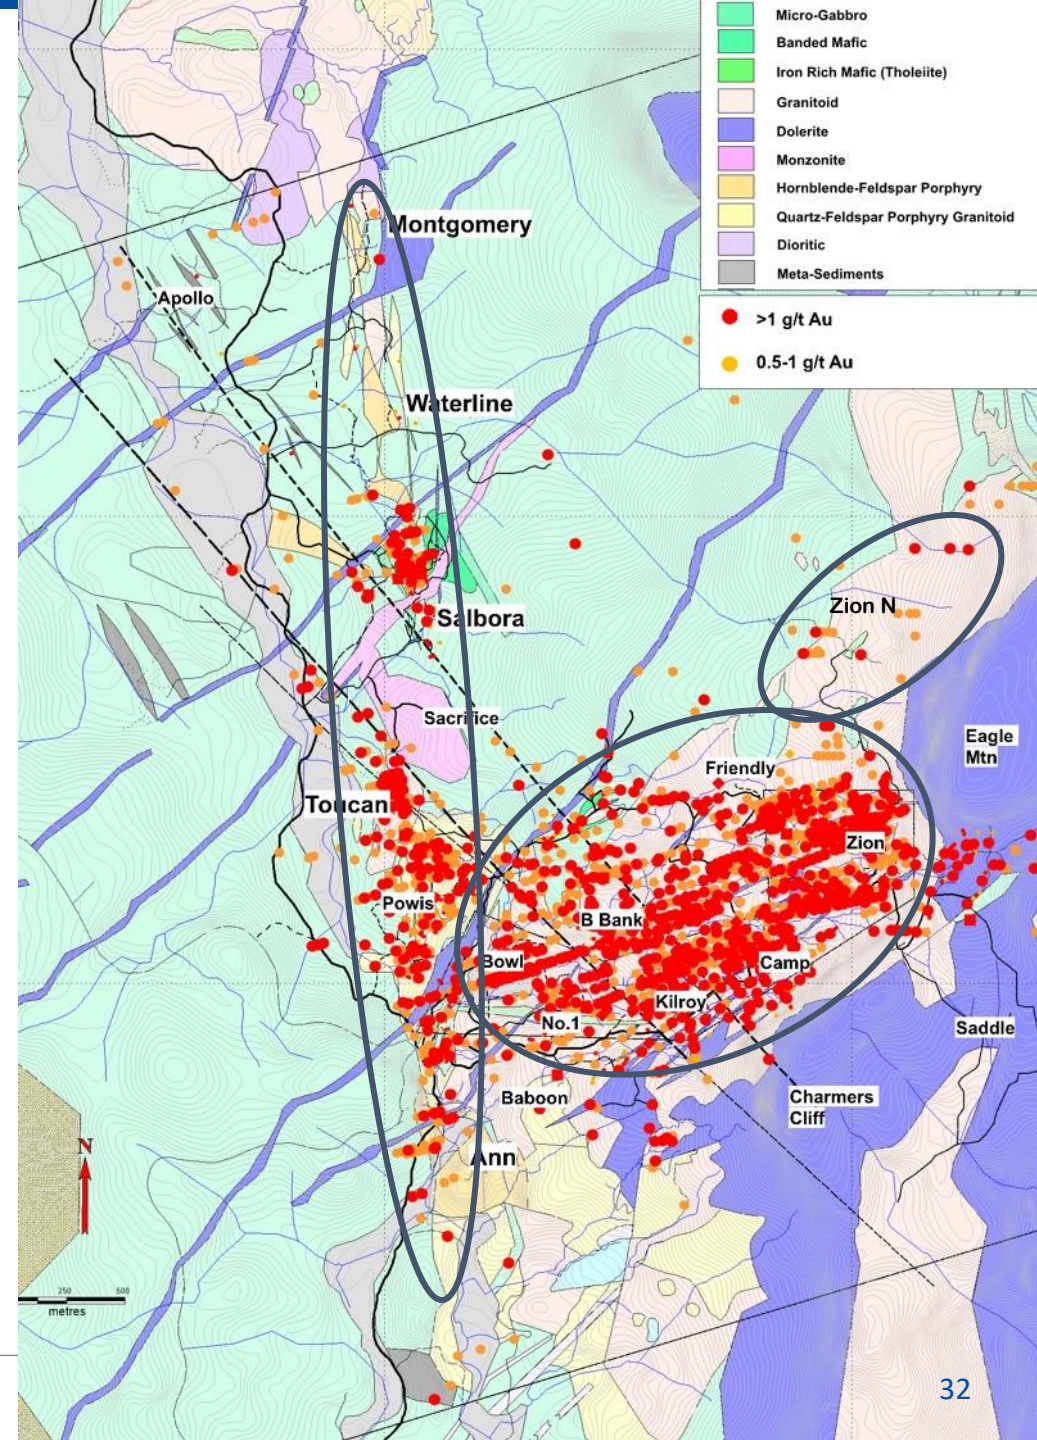 Micro-Gabbro
Banded Mafic
Iron Rich Mafic (Tholeiite)
Granitoid
Dolerite
Monzonite
Hornblende-Feldspar Porphyry
Quartz-Feldspar Porphyry Granitoid
Dioritic
Meta-Sediments
>1 g/t Au
0.5-1 g/t Au
Montgomery
Apollo
Waterline
Zion N
Salbora
Sacrifice
Eagle
Mtn
Friendly
Toucan
Zion
Powis
B Bank
Bowl
Camp
Kilroy
No.1
Saddle
Baboon
Charmers
Cliff
N
Ann
250 500
metres
32